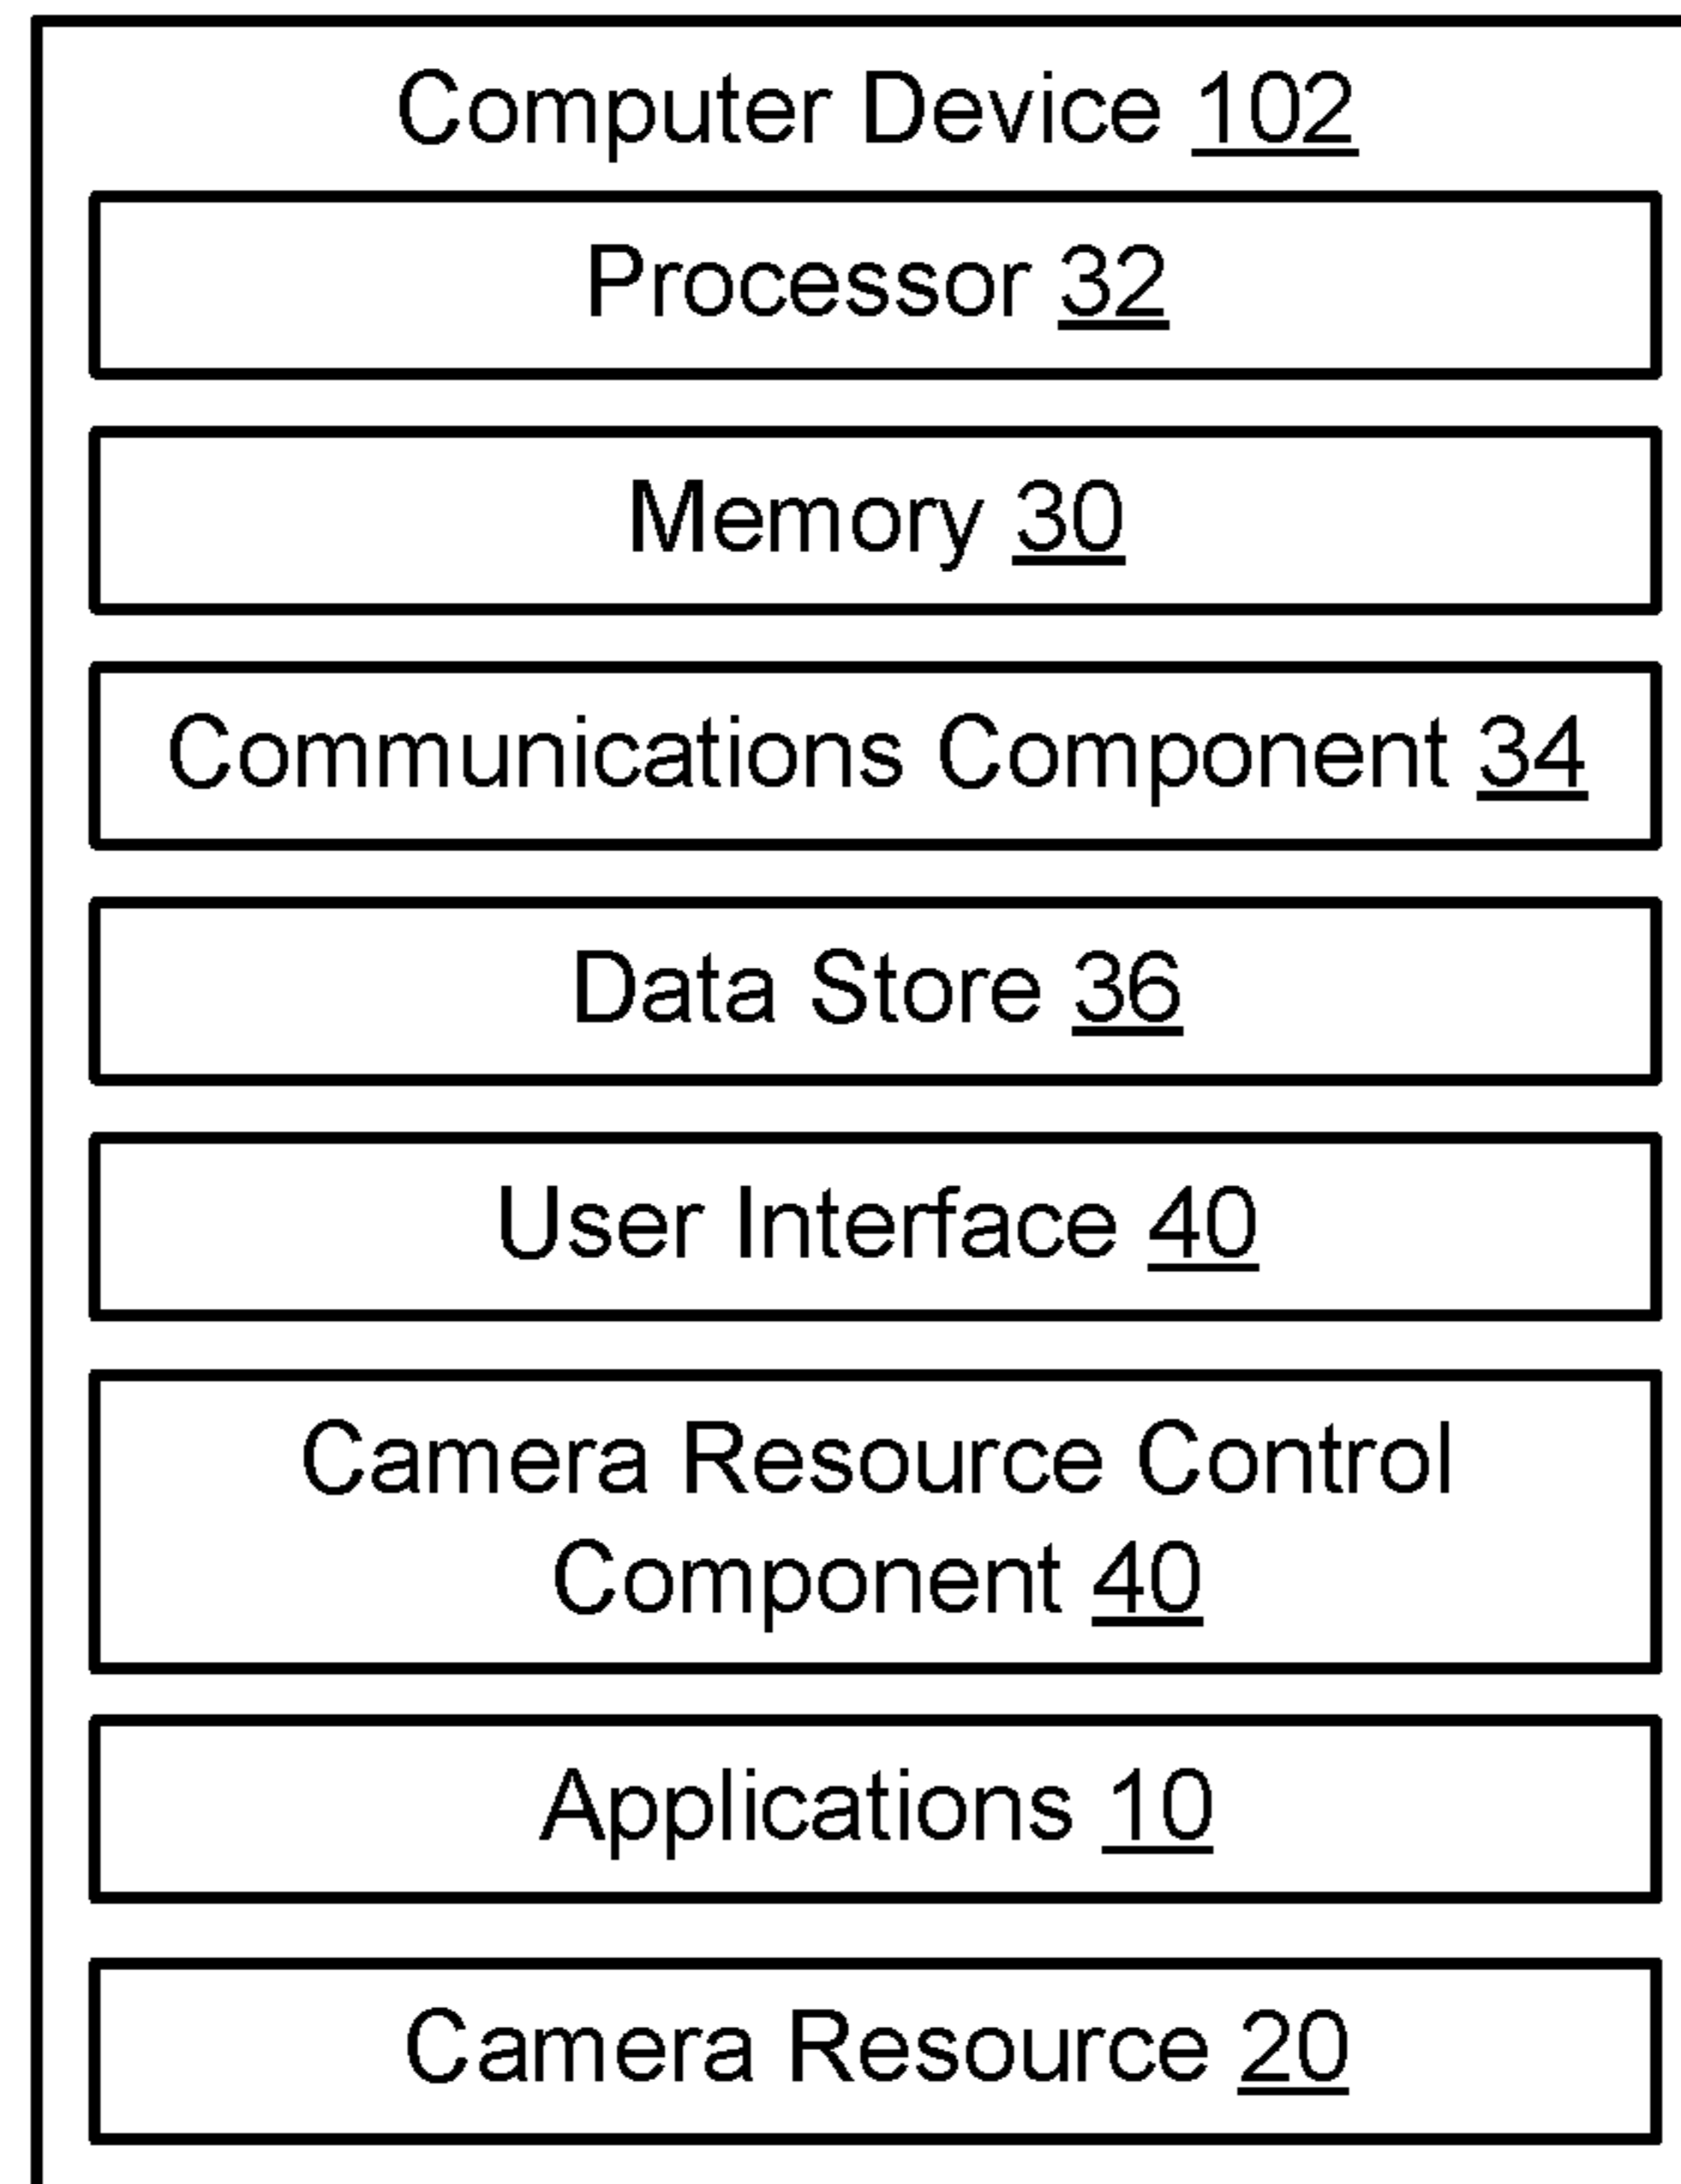 Computer Device 102
Processor 32
Memory 30
Communications Component 34
Data Store 36
User Interface 40
Camera Resource Control
Component 40
Applications 10
Camera Resource 20